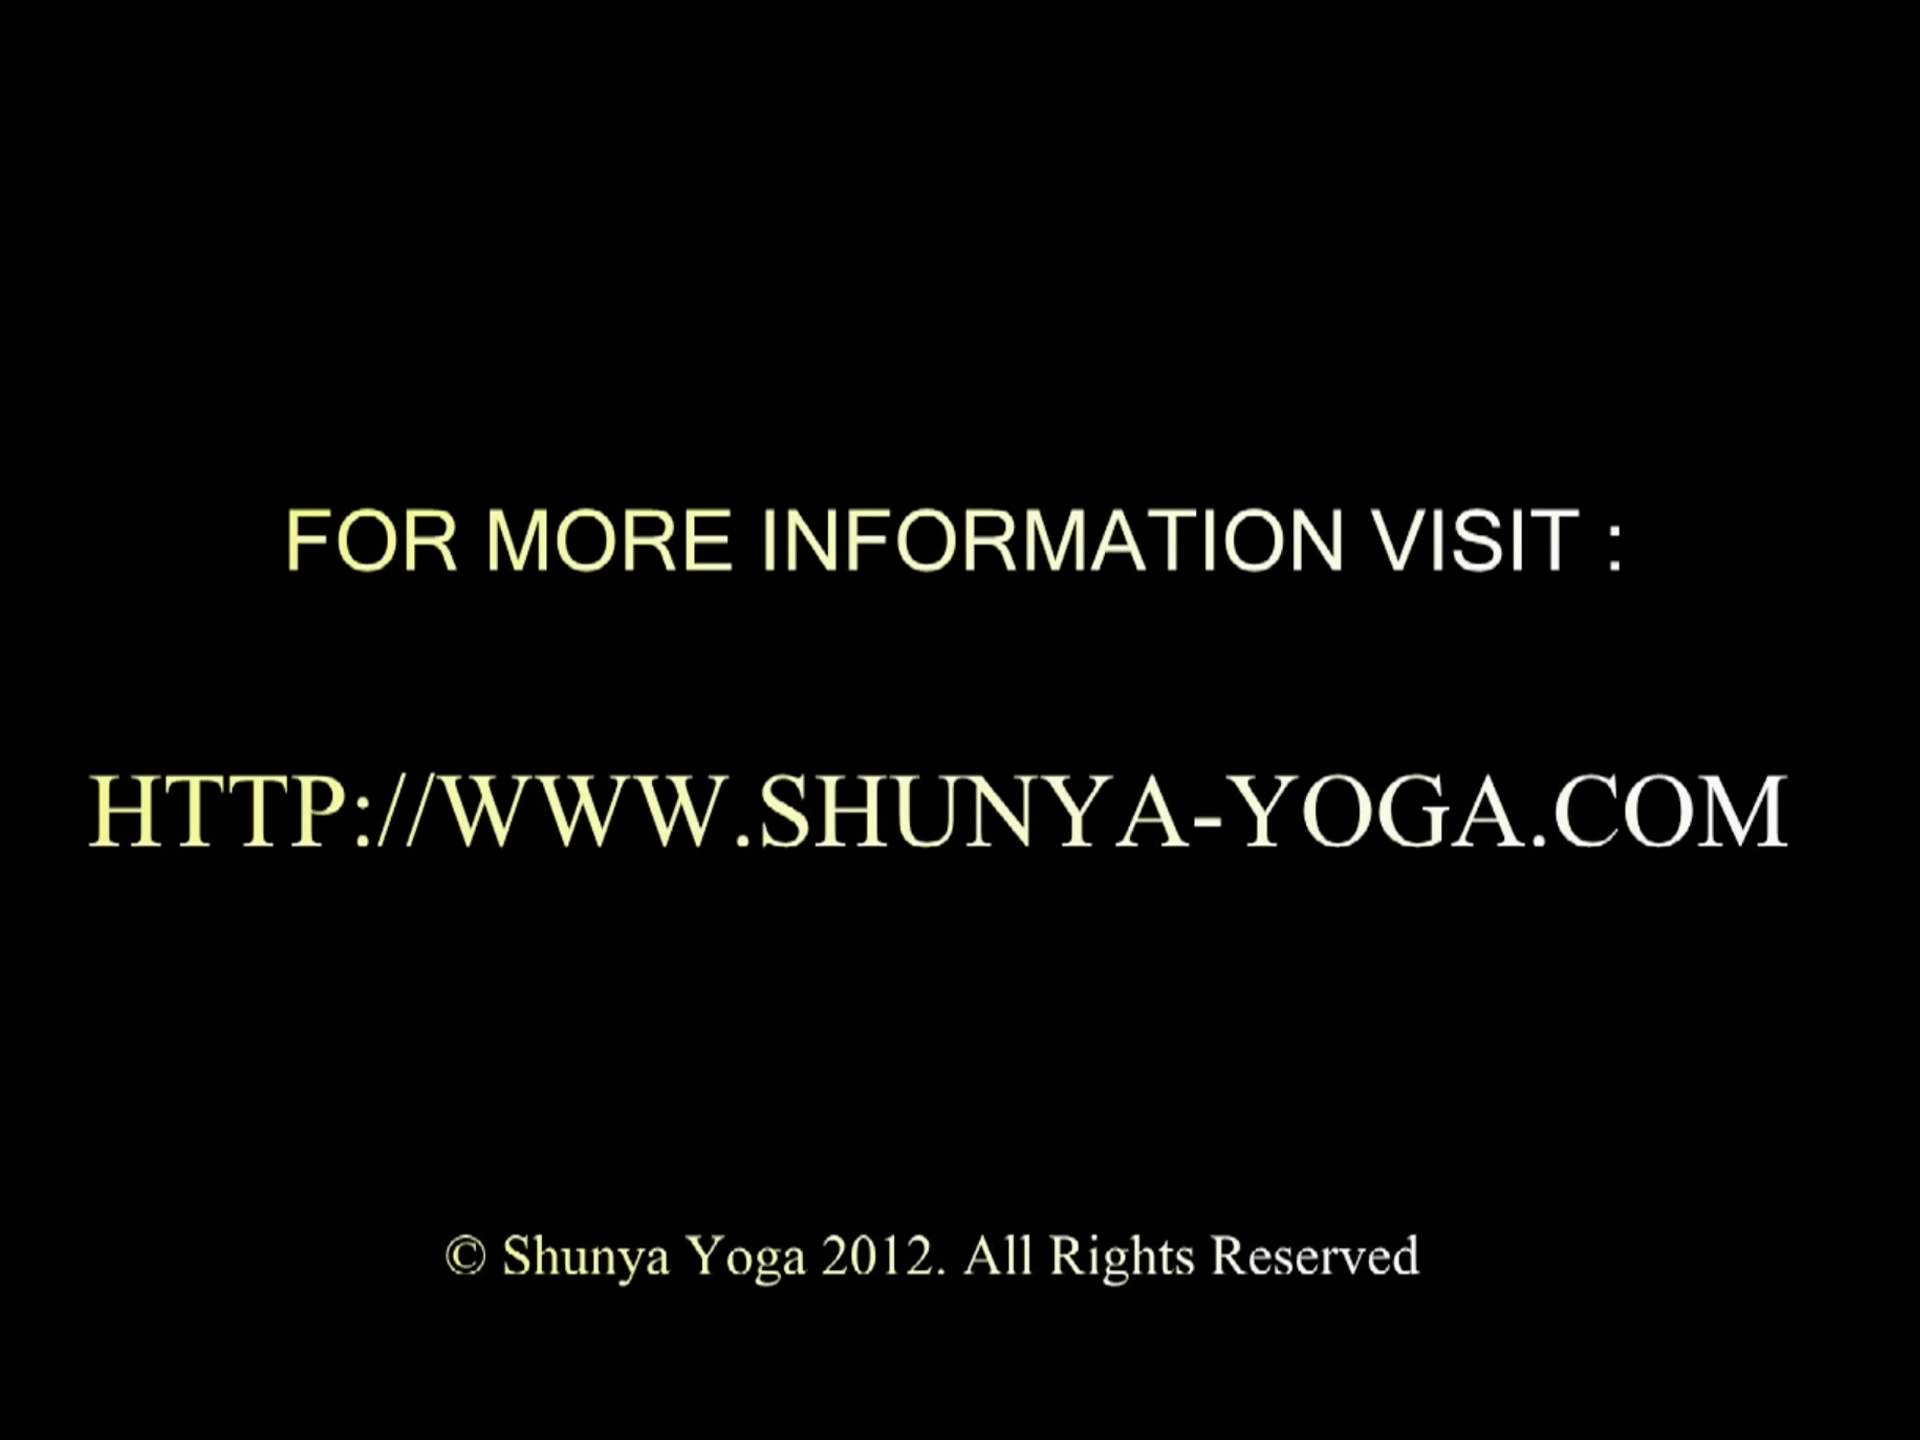 FOR MORE INFORMATION VISIT :
HTTP://WWW.SHUNYA-YOGA.COM
© Shunya Yoga 2012. All Rights Reserved